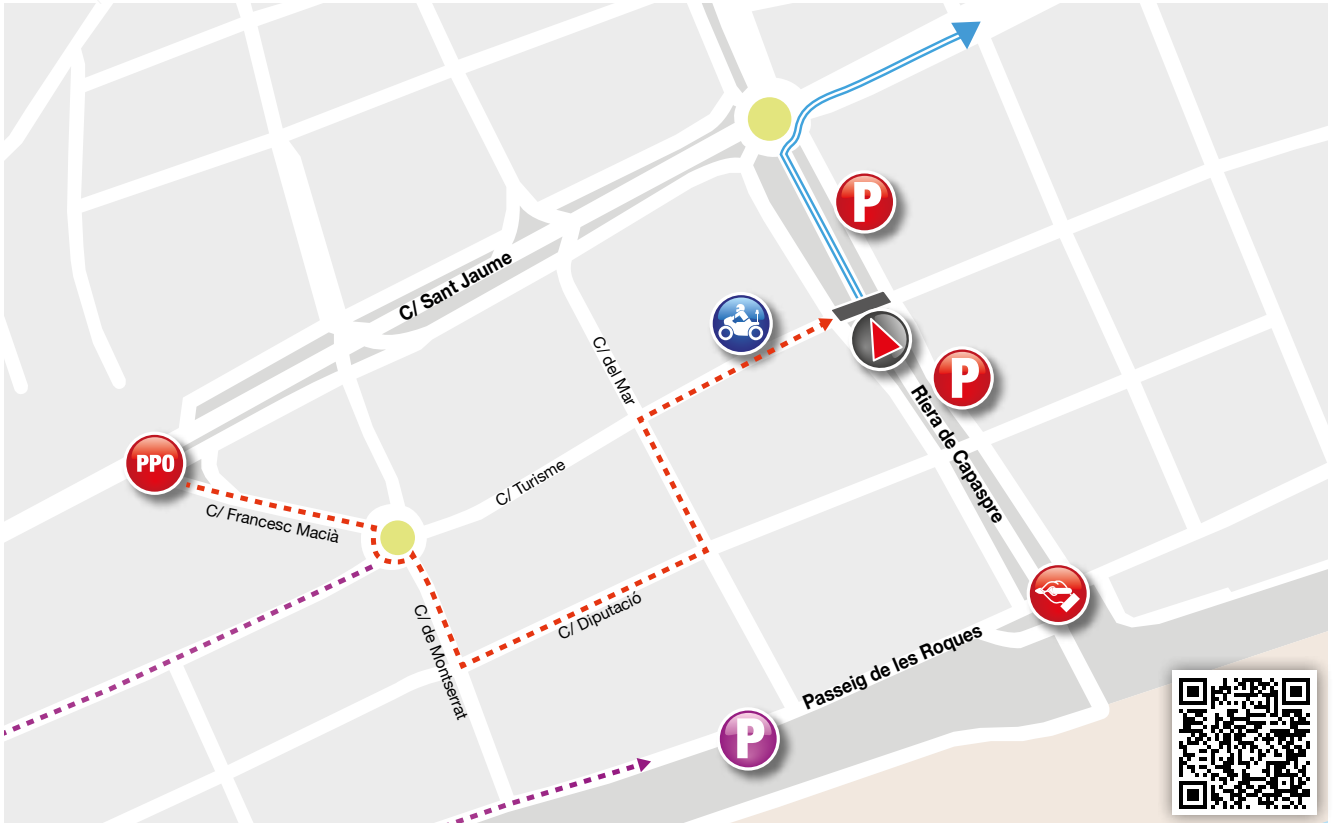 P
C/ Sant Jaume
C/ del Mar
P
Riera de Capaspre
PPO
C/ Turisme
C/ Francesc Macià
C/ Diputació
C/ de Montserrat
Passeig de les Roques
P